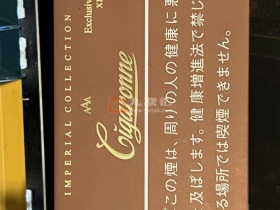 IMPERIAL COLLECTION
Exclusiv
AAA
Cigaronne
この煙は、周りの人の健康に悪
及ぼします。健康増進法で禁じ
る場所では喫煙できません。